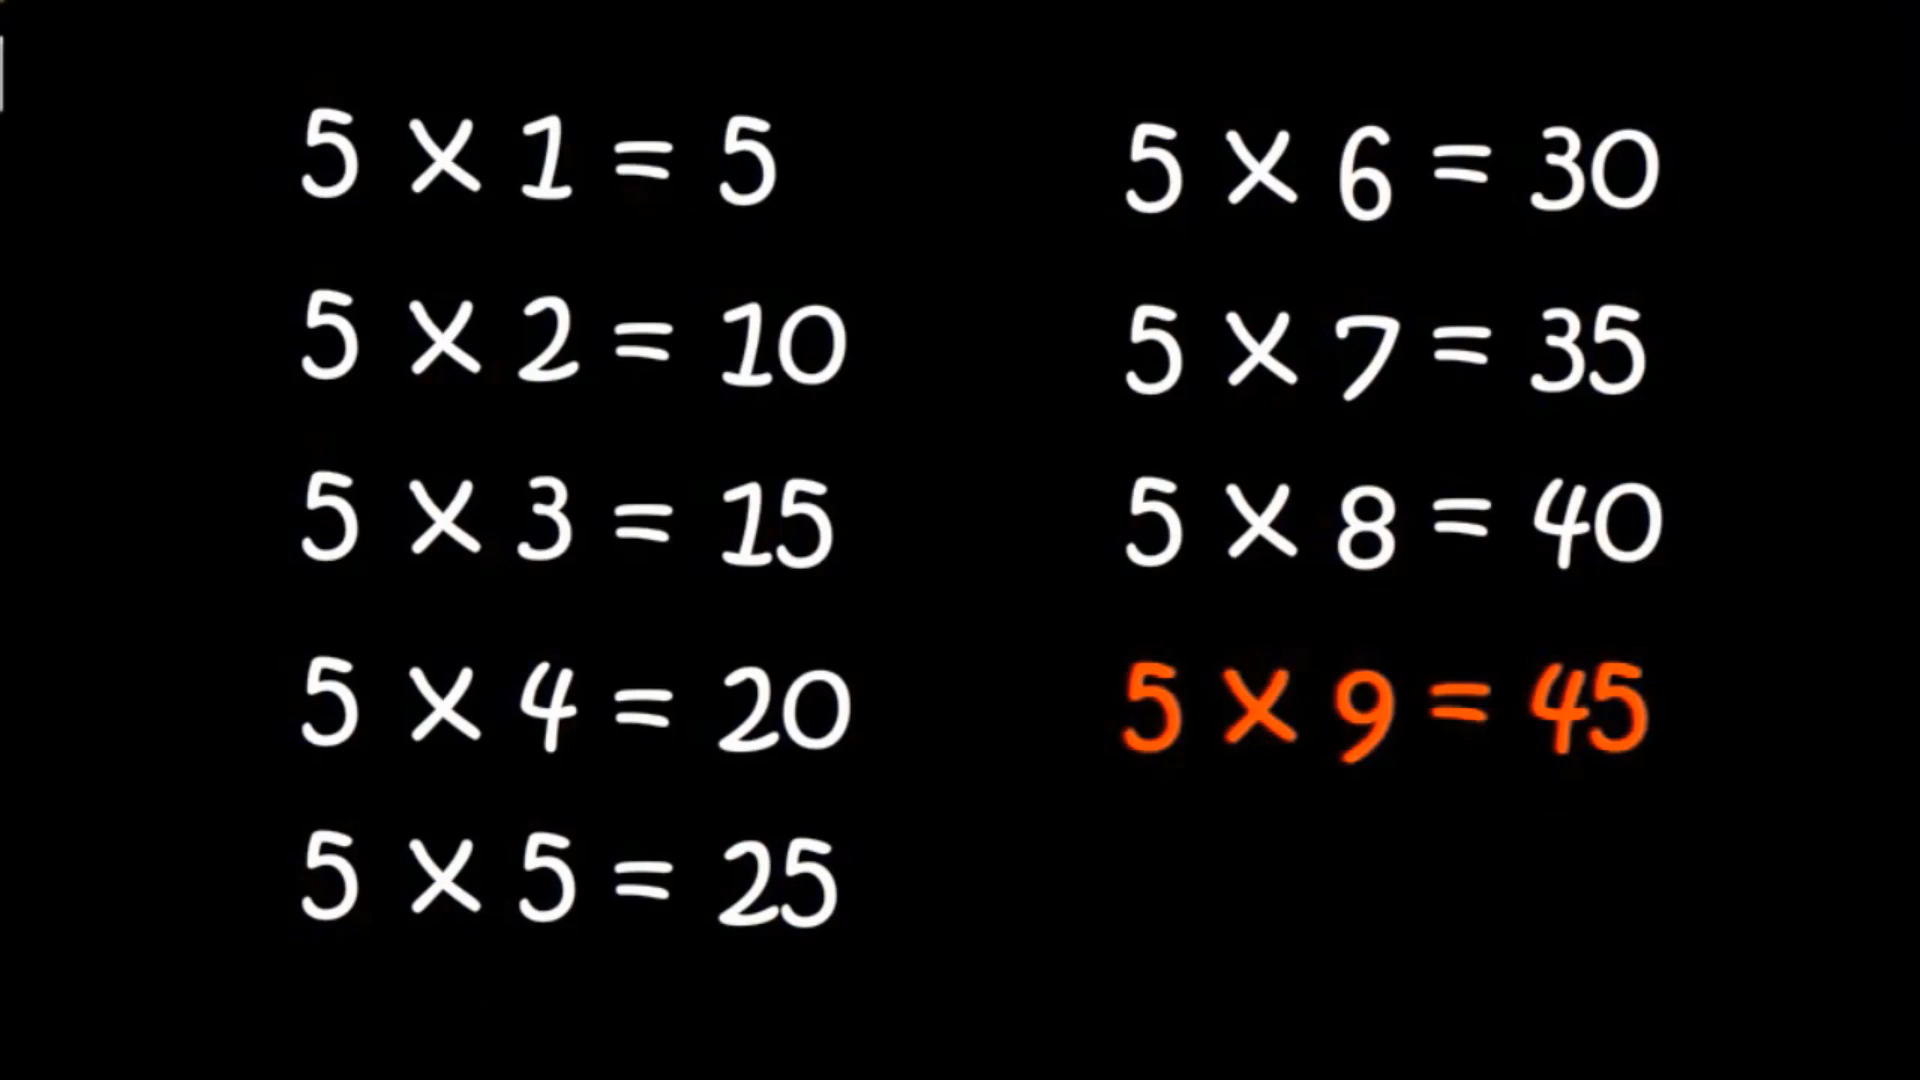 5 × 1 = 5
5 × 2 = 10
5 × 3 = 15
5 × 4 = 20
5 × 5 = 25
5 × 6 = 30
5 × 7 = 35
5 × 8 = 40
5 × 9 = 45